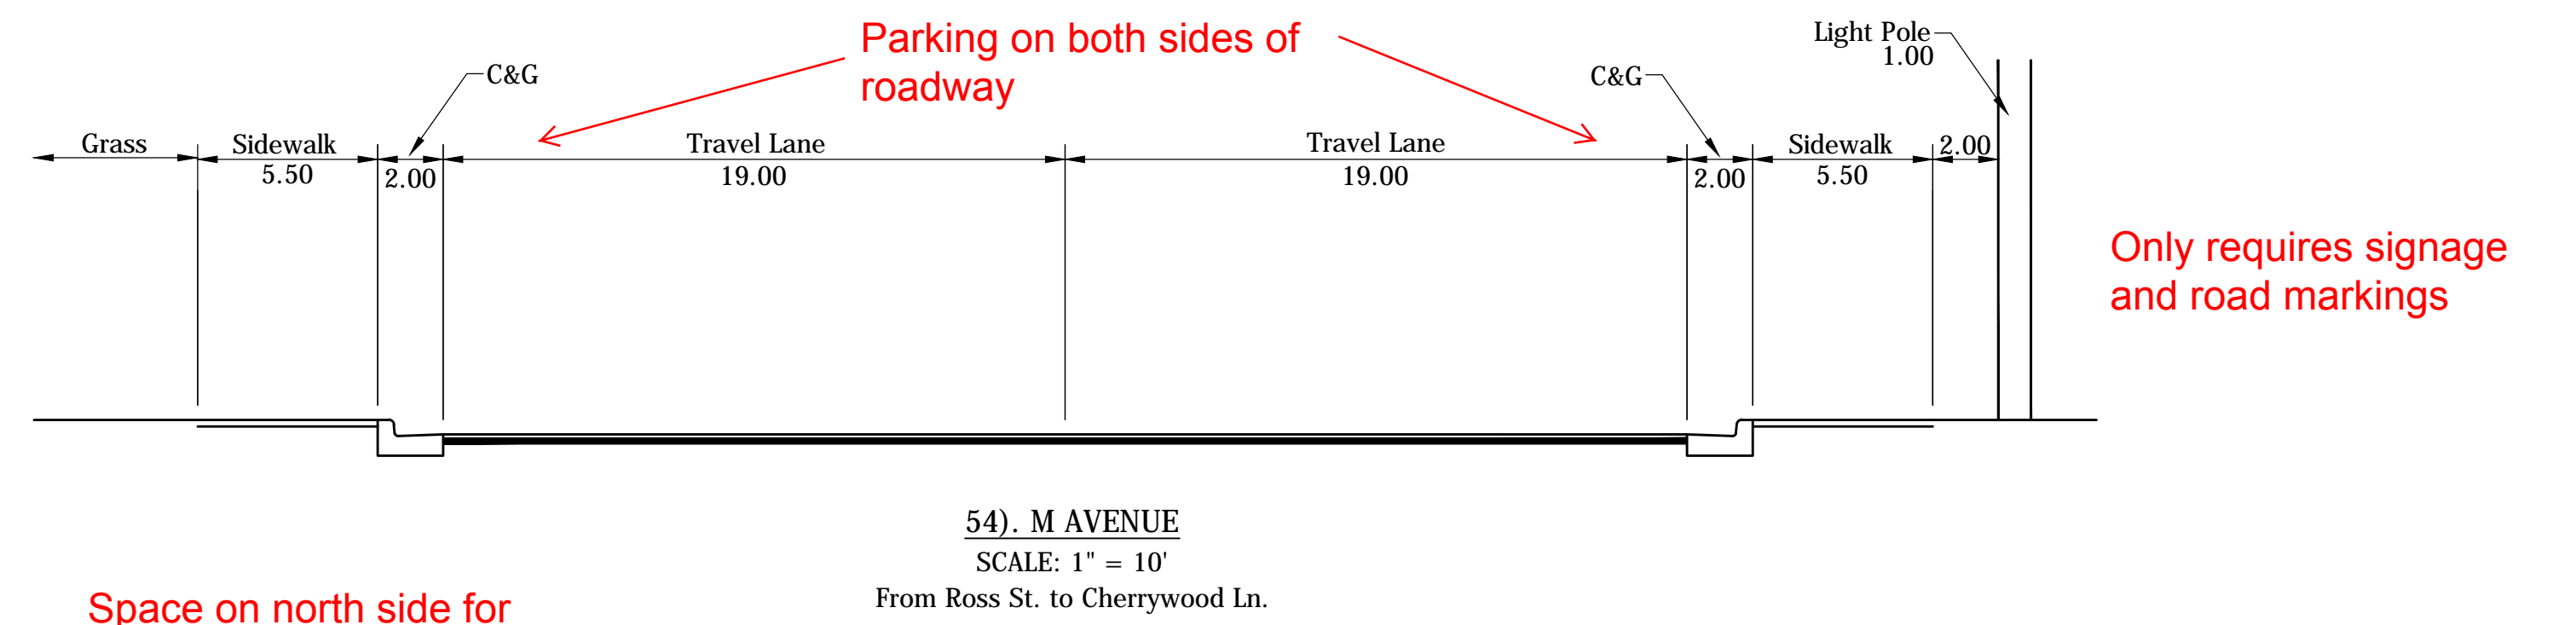 Parking on both sides of
roadway
Light Pole
1.00
C&G
C&G
Grass
Sidewalk
5.50
2.00
Travel Lane
19.00
Travel Lane
19.00
2.00
Sidewalk
5.50
2.00
Only requires signage
and road markings
54). M AVENUE
SCALE: 1" = 10'
From Ross St. to Cherrywood Ln.
Space on north side for